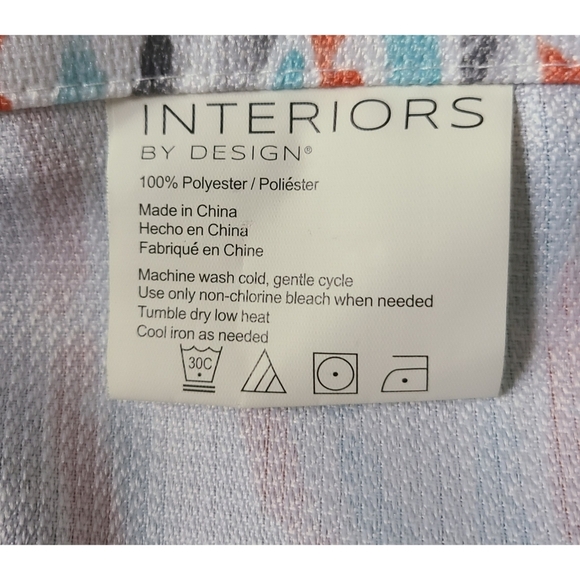 INTERIORS
BY DESIGN®
100% Polyester / Poliéster
Made in China
Hecho en China
Fabriqué en Chine
Machine wash cold, gentle cycle
Use only non-chlorine bleach when needed
Tumble dry low heat
Cool iron as needed
30C